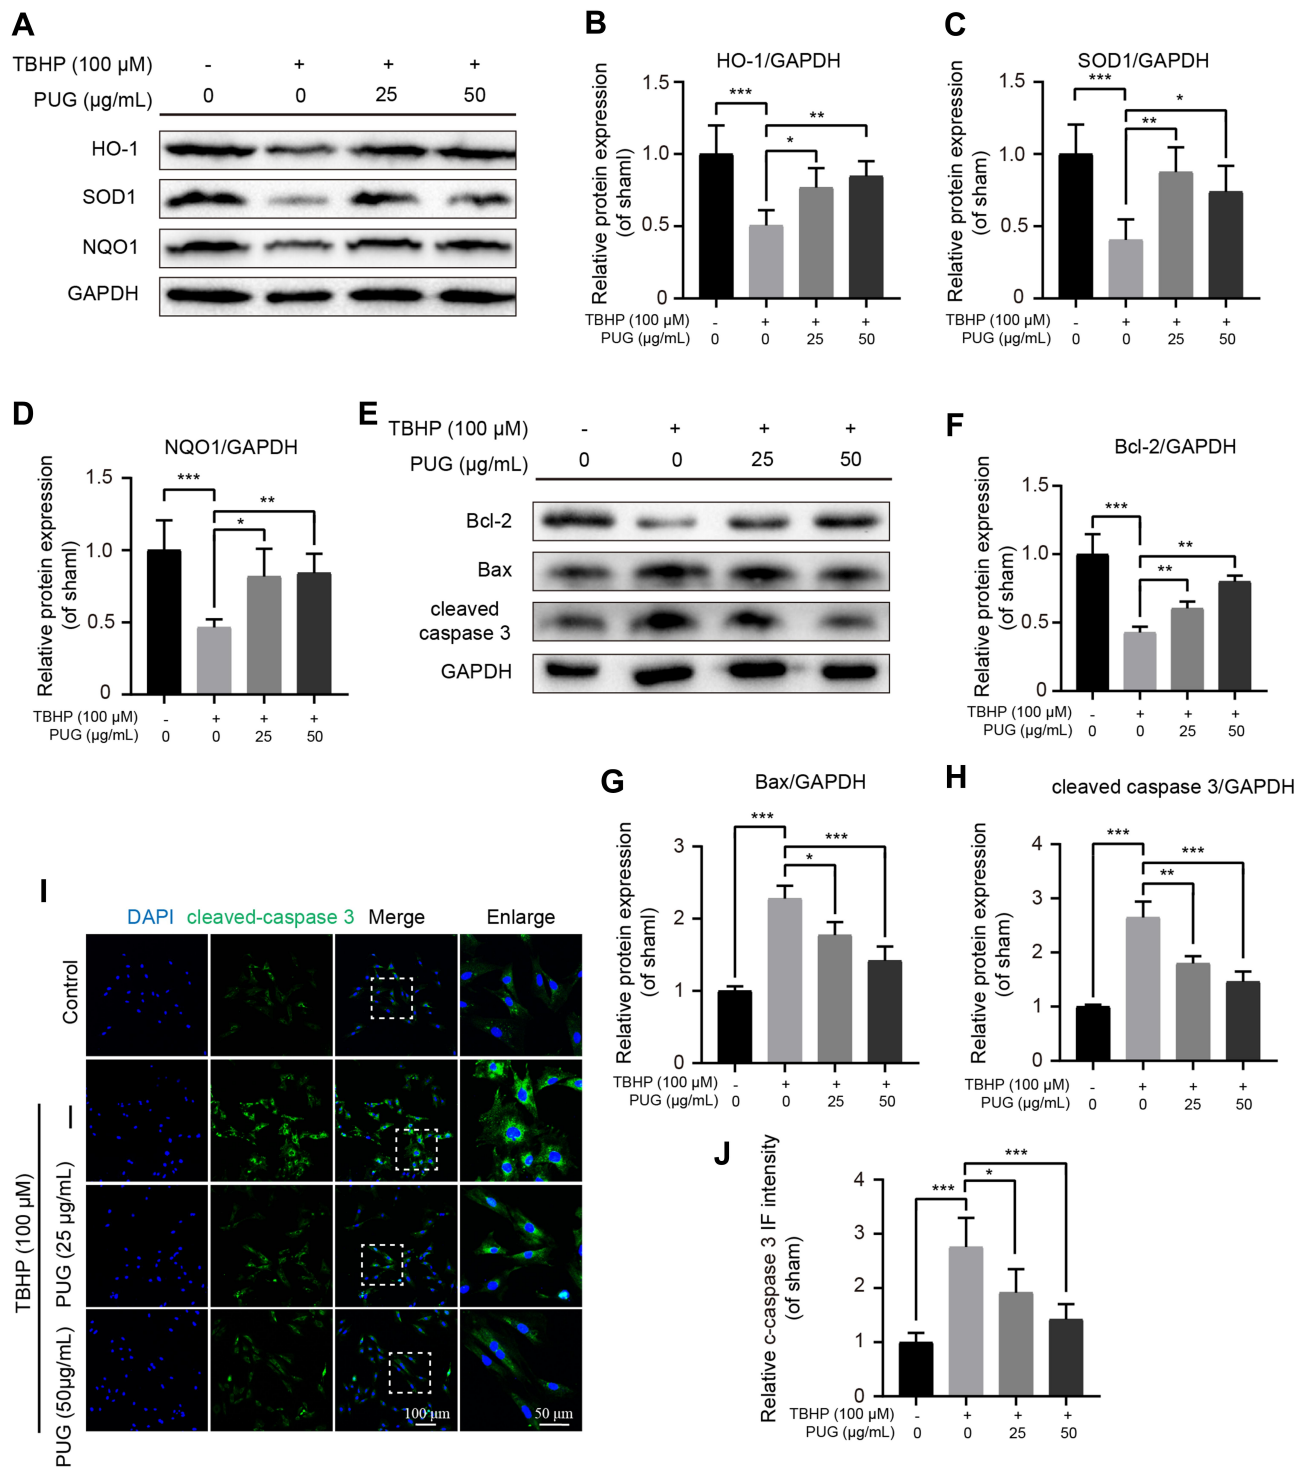 A
TBHP (100 µM) - + + +
PUG (µg/mL) 0 0 25 50
HO-1
SOD1
NQO1
GAPDH
B
HO-1/GAPDH
Relative protein expression
(of shaml)
1.5
1.0
0.5
0
***
**
*
TBHP (100 µM) - + + +
PUG (µg/mL) 0 0 25 50
C
SOD1/GAPDH
Relative protein expression
(of sham)
1.5
1.0
0.5
0
***
*
**
TBHP (100 µM) - + + +
PUG (µg/mL) 0 0 25 50
D
NQO1/GAPDH
Relative protein expression
(of shaml)
1.5
1.0
0.5
0
***
**
*
TBHP (100 µM) - + + +
PUG (µg/mL) 0 0 25 50
E
TBHP (100 µM) - + + +
PUG (µg/mL) 0 0 25 50
Bcl-2
Bax
cleaved
caspase 3
GAPDH
F
Bcl-2/GAPDH
Relative protein expression
(of sham)
1.5
1.0
0.5
0
***
**
**
TBHP (100 µM) - + + +
PUG (µg/mL) 0 0 25 50
G
Bax/GAPDH
Relative protein expression
(of shaml)
3
2
1
0
***
***
*
TBHP (100 µM) - + + +
PUG (µg/mL) 0 0 25 50
H
cleaved caspase 3/GAPDH
Relative protein expression
(of sham)
4
3
2
1
0
***
***
**
TBHP (100 µM) - + + +
PUG (µg/mL) 0 0 25 50
I
DAPI cleaved-caspase 3 Merge Enlarge
Control
TBHP (100 µM)
—
PUG (25 µg/mL)
PUG (50µg/mL)
100 µm
50 µm
J
Relative c-caspase 3 IF intensity
(of sham)
4
3
2
1
0
***
***
*
TBHP (100 µM) - + + +
PUG (µg/mL) 0 0 25 50